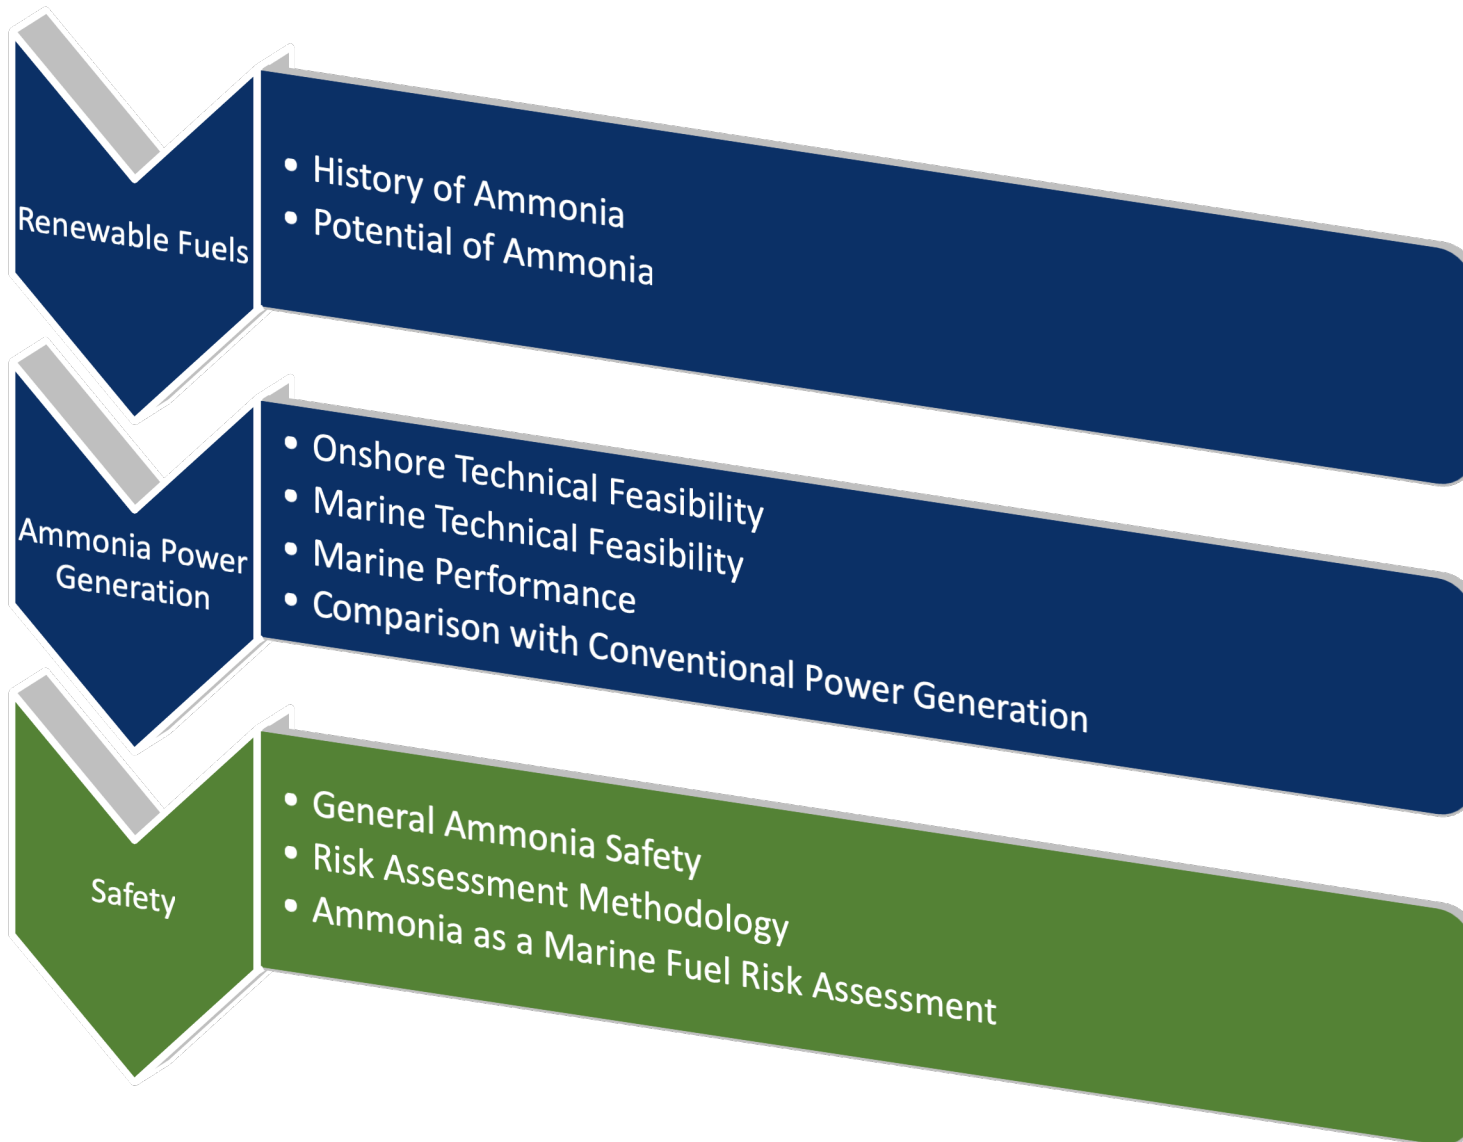 Renewable Fuels
• History of Ammonia
• Potential of Ammonia
Ammonia Power
Generation
• Onshore Technical Feasibility
• Marine Technical Feasibility
• Marine Performance
• Comparison with Conventional Power Generation
Safety
• General Ammonia Safety
• Risk Assessment Methodology
• Ammonia as a Marine Fuel Risk Assessment